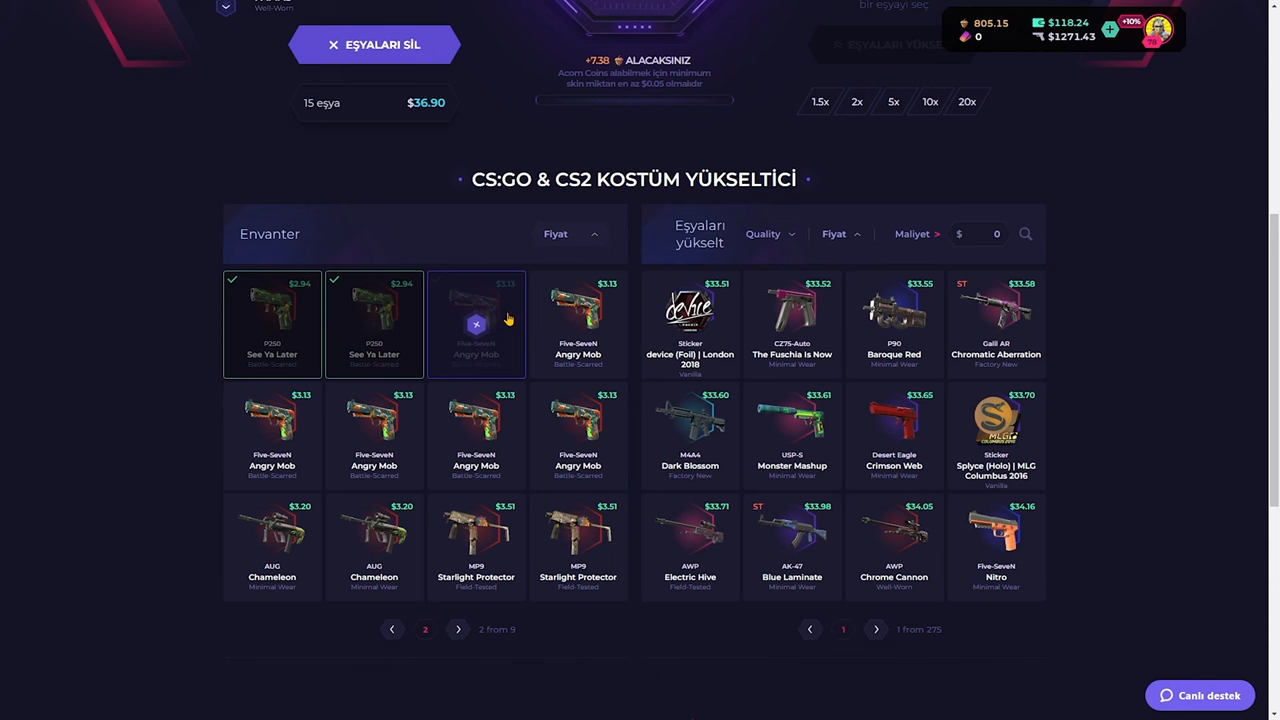 Well-Worn
bir eşyayı seç
805.15
$118.24
+10%
0
$1271.43
78
EŞYALARI SİL
+7.38 ALACAKSINIZ
Acorn Coins alabilmek için minimum
skin miktarı en az $0.05 olmalıdır
15 eşya
$36.90
1.5x
2x
5x
10x
20x
CS:GO & CS2 KOSTÜM YÜKSELTİCİ
Envanter
Fiyat
Eşyaları
yükselt
Quality
Fiyat
Maliyet >
$ 0
$2.94
P250
See Ya Later
Battle-Scarred
$2.94
P250
See Ya Later
Battle-Scarred
$3.13
Five-SeveN
Angry Mob
Battle-Scarred
$3.13
Five-SeveN
Angry Mob
Battle-Scarred
$33.51
Sticker
device (Foil) | London
2018
Vanilla
$33.52
CZ75-Auto
The Fuschia Is Now
Minimal Wear
$33.55
P90
Baroque Red
Minimal Wear
ST
$33.58
Galil AR
Chromatic Aberration
Factory New
$3.13
Five-SeveN
Angry Mob
Battle-Scarred
$3.13
Five-SeveN
Angry Mob
Battle-Scarred
$3.13
Five-SeveN
Angry Mob
Battle-Scarred
$3.13
Five-SeveN
Angry Mob
Battle-Scarred
$33.60
M4A4
Dark Blossom
Factory New
$33.61
USP-S
Monster Mashup
Minimal Wear
$33.65
Desert Eagle
Crimson Web
Minimal Wear
$33.70
Sticker
Splyce (Holo) | MLG
Columbus 2016
Vanilla
$3.20
AUG
Chameleon
Minimal Wear
$3.20
AUG
Chameleon
Minimal Wear
$3.51
MP9
Starlight Protector
Field-Tested
$3.51
MP9
Starlight Protector
Field-Tested
$33.71
AWP
Electric Hive
Field-Tested
ST
$33.98
AK-47
Blue Laminate
Minimal Wear
$34.05
AWP
Chrome Cannon
Well-Worn
$34.16
Five-SeveN
Nitro
Minimal Wear
2
2 from 9
1
1 from 275
Canlı destek